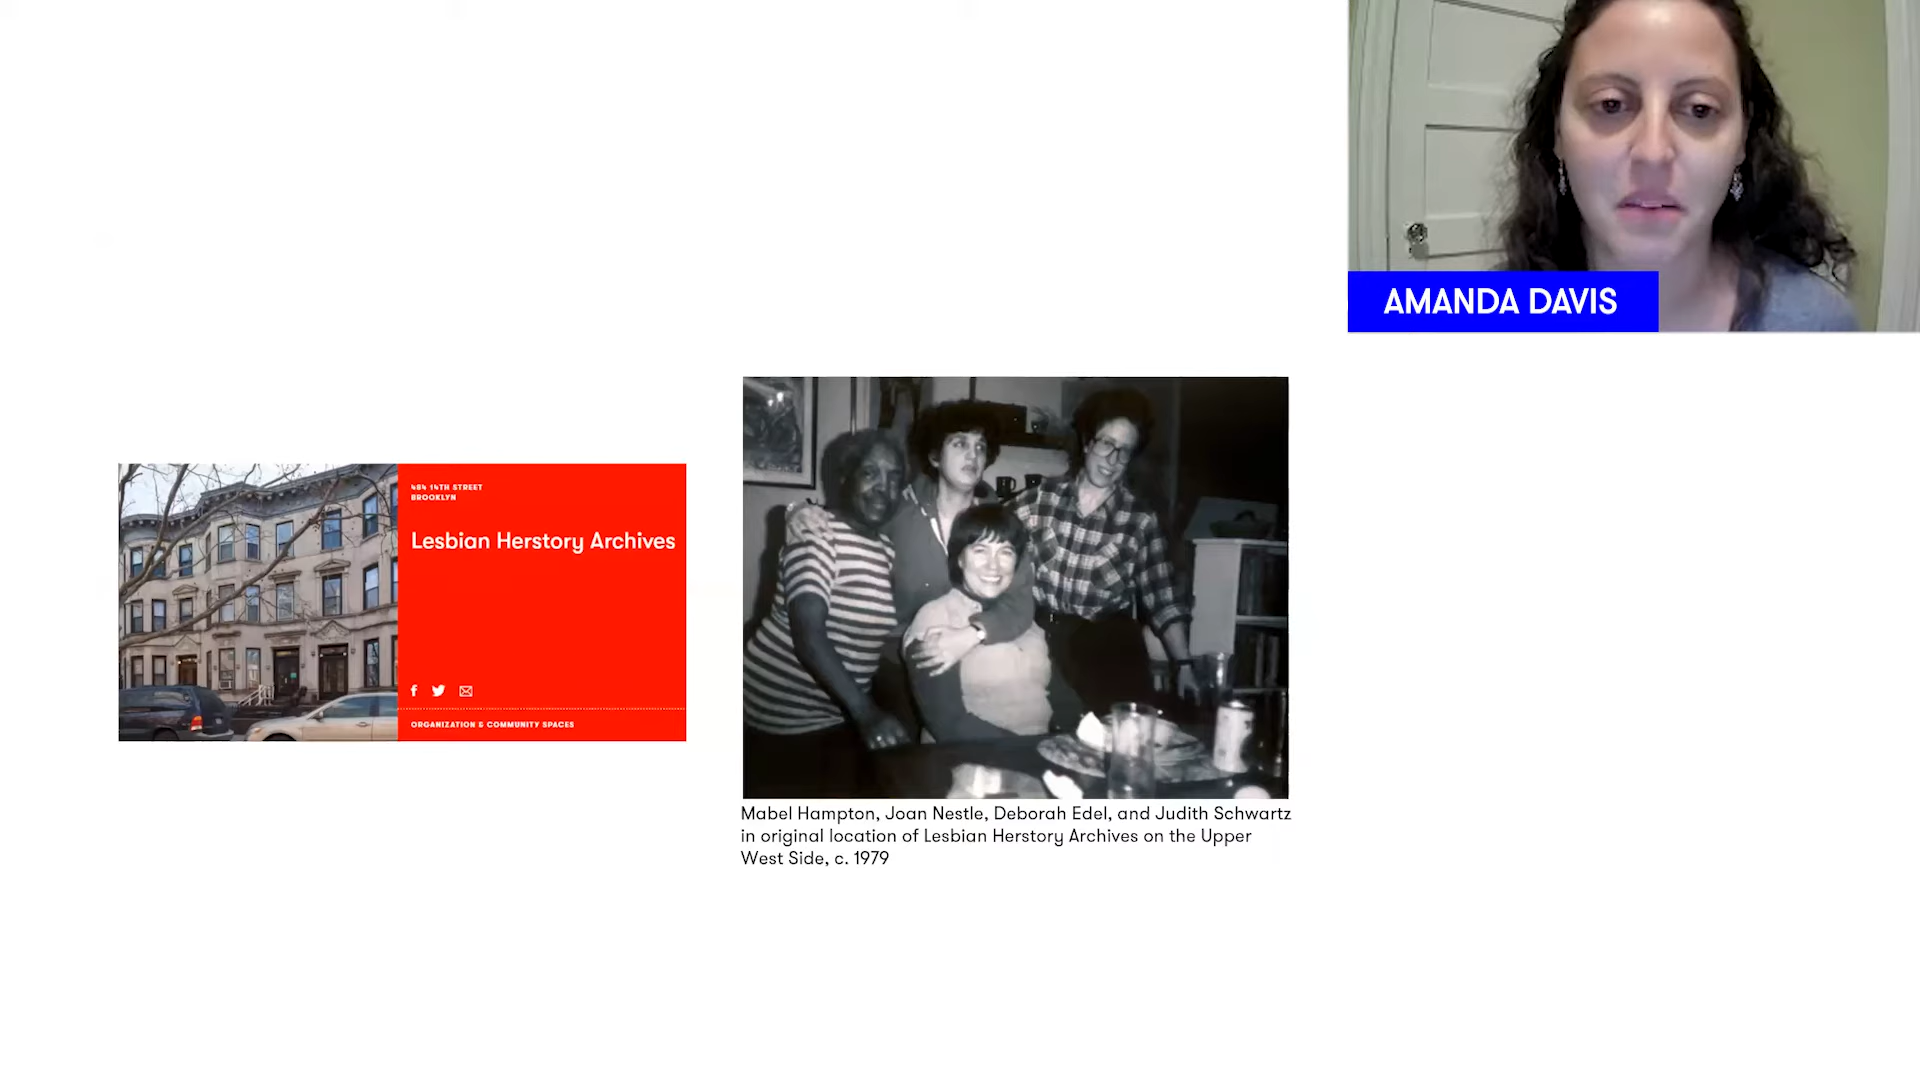 AMANDA DAVIS
484 14TH STREET
BROOKLYN
Lesbian Herstory Archives
ORGANIZATION & COMMUNITY SPACES
Mabel Hampton, Joan Nestle, Deborah Edel, and Judith Schwartz
in original location of Lesbian Herstory Archives on the Upper
West Side, c. 1979